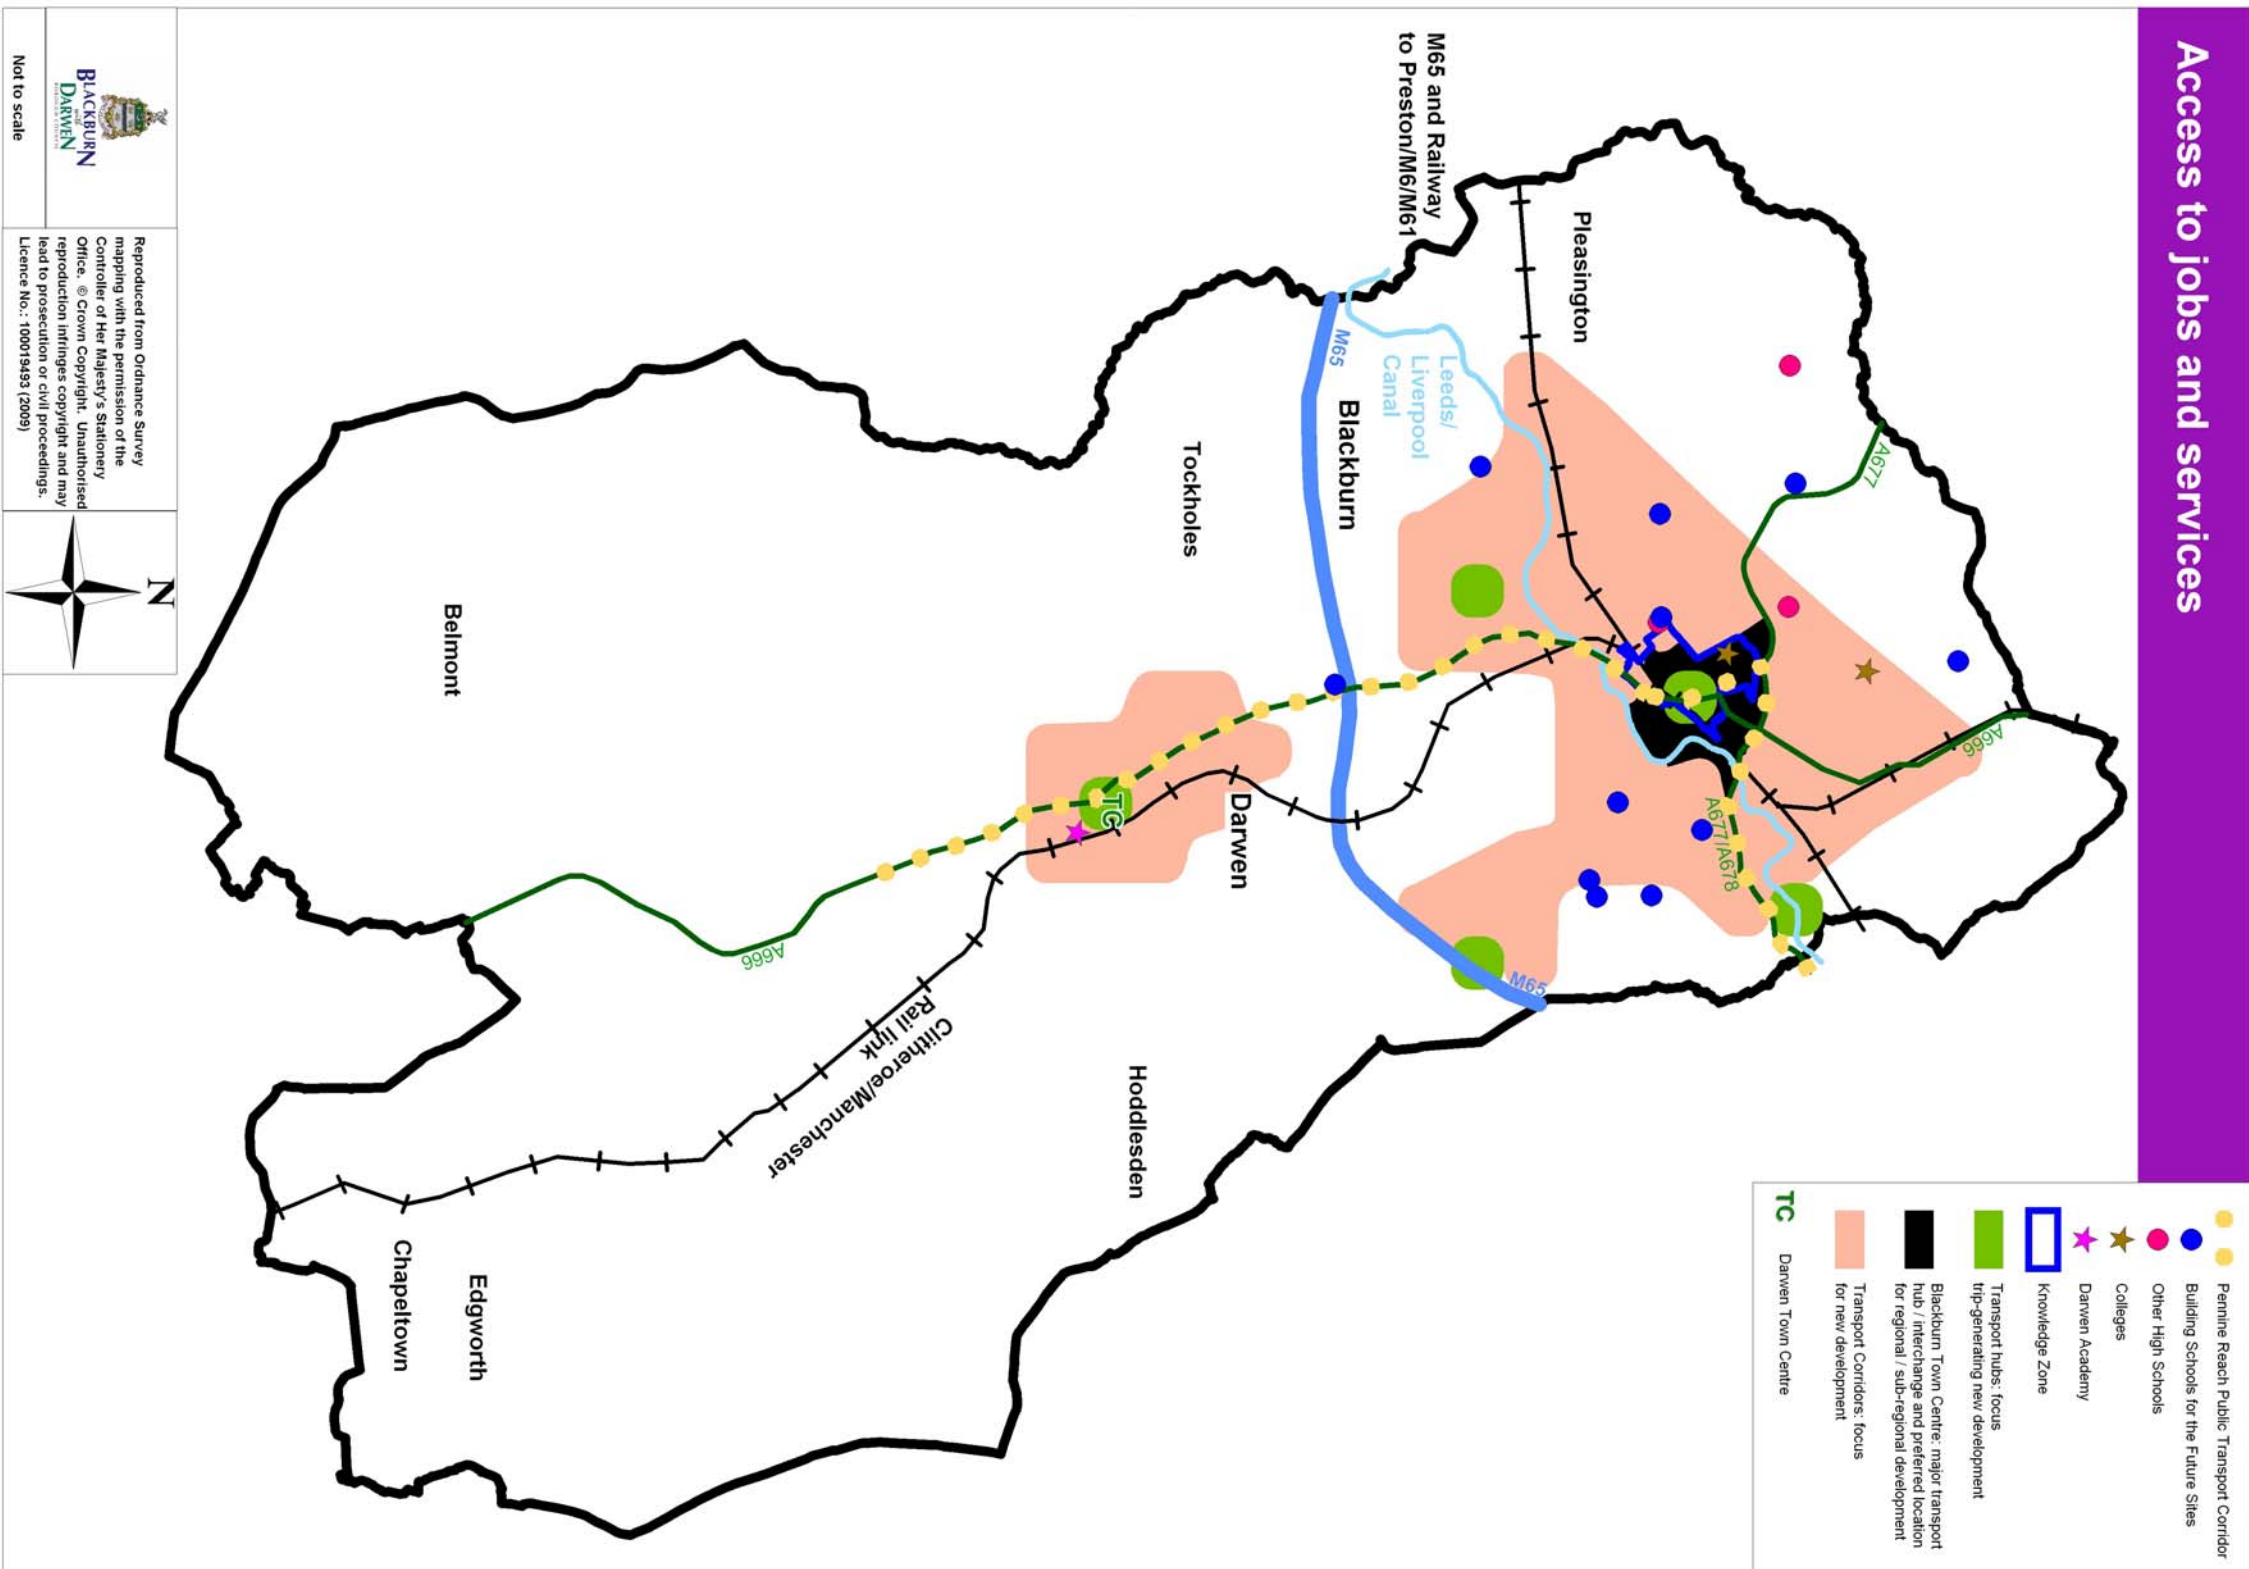 Access to jobs and services
Pennine Reach Public Transport Corridor
Building Schools for the Future Sites
Other High Schools
Colleges
Darwen Academy
Knowledge Zone
Transport hubs: focus
trip-generating new development
Blackburn Town Centre: major transport
hub / interchange and preferred location
for regional / sub-regional development
Transport Corridors: focus
for new development
TC Darwen Town Centre
M65 and Railway
to Preston/M6/M61
Pleasington
A677
A666
Leeds/
Liverpool
Canal
M65
Blackburn
A677/A678
M65
Tockholes
Darwen
TC
Hoddlesden
A666
Clitheroe/Manchester
Rail link
Belmont
Edgworth
Chapeltown
BLACKBURN
with
DARWEN
BOROUGH COUNCIL
Not to scale
Reproduced from Ordnance Survey
mapping with the permission of the
Controller of Her Majesty's Stationery
Office. © Crown Copyright. Unauthorised
reproduction infringes copyright and may
lead to prosecution or civil proceedings.
Licence No.: 100019493 (2009)
N